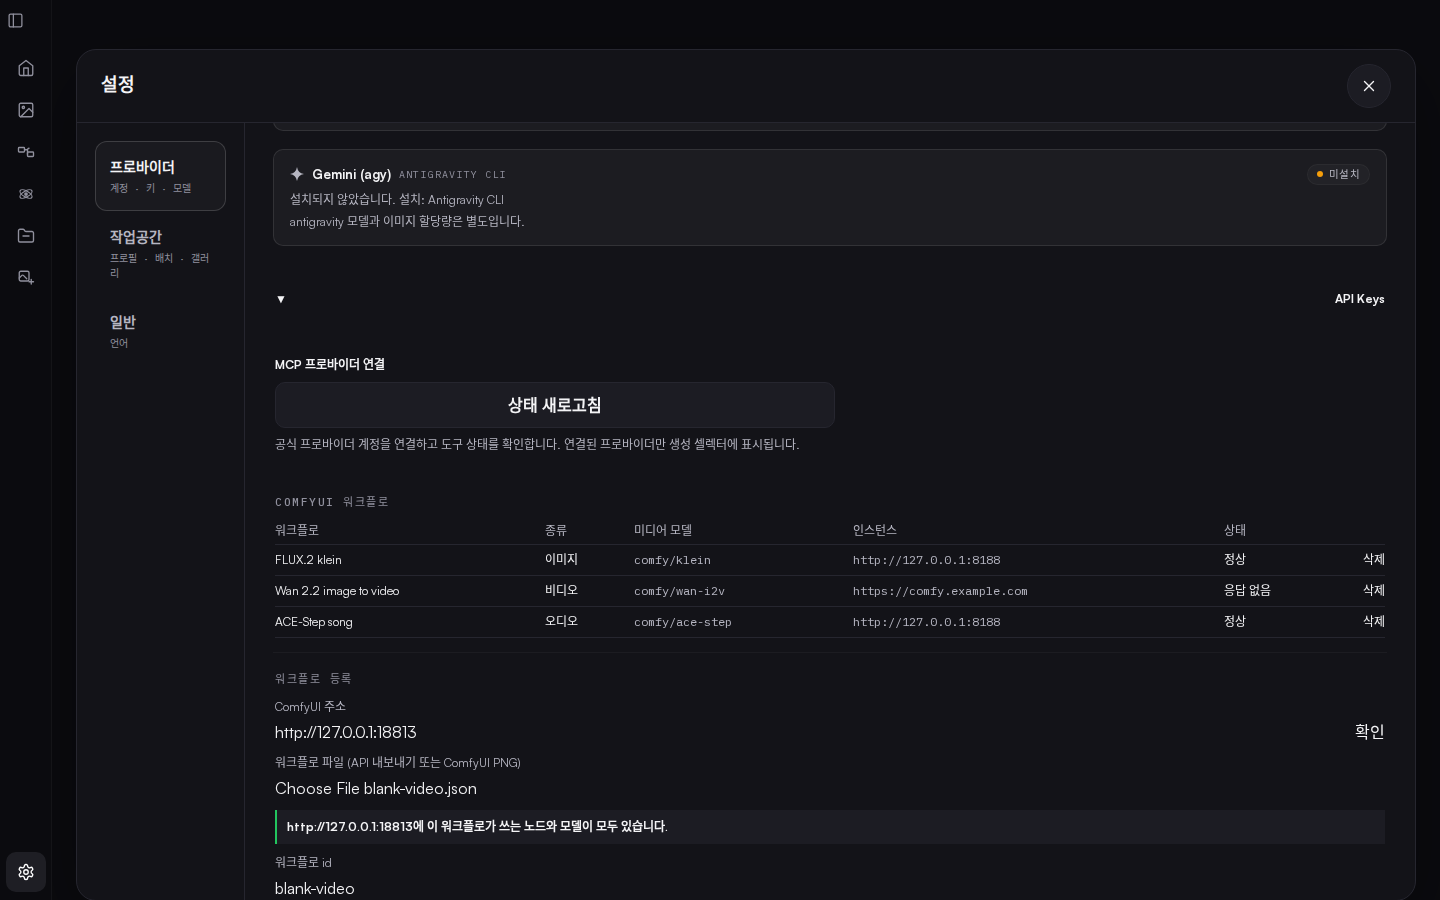 설정
프로바이더
계정 · 키 · 모델
작업공간
프로필 · 배치 · 갤러
리
일반
언어
Gemini (agy) ANTIGRAVITY CLI
미설치
설치되지 않았습니다. 설치: Antigravity CLI
antigravity 모델과 이미지 할당량은 별도입니다.
▼ API Keys
MCP 프로바이더 연결
상태 새로고침
공식 프로바이더 계정을 연결하고 도구 상태를 확인합니다. 연결된 프로바이더만 생성 셀렉터에 표시됩니다.
COMFYUI 워크플로
워크플로 종류 미디어 모델 인스턴스 상태
FLUX.2 klein 이미지 comfy/klein http://127.0.0.1:8188 정상 삭제
Wan 2.2 image to video 비디오 comfy/wan-i2v https://comfy.example.com 응답 없음 삭제
ACE-Step song 오디오 comfy/ace-step http://127.0.0.1:8188 정상 삭제
워크플로 등록
ComfyUI 주소
http://127.0.0.1:18813 확인
워크플로 파일 (API 내보내기 또는 ComfyUI PNG)
Choose File blank-video.json
http://127.0.0.1:18813에 이 워크플로가 쓰는 노드와 모델이 모두 있습니다.
워크플로 id
blank-video